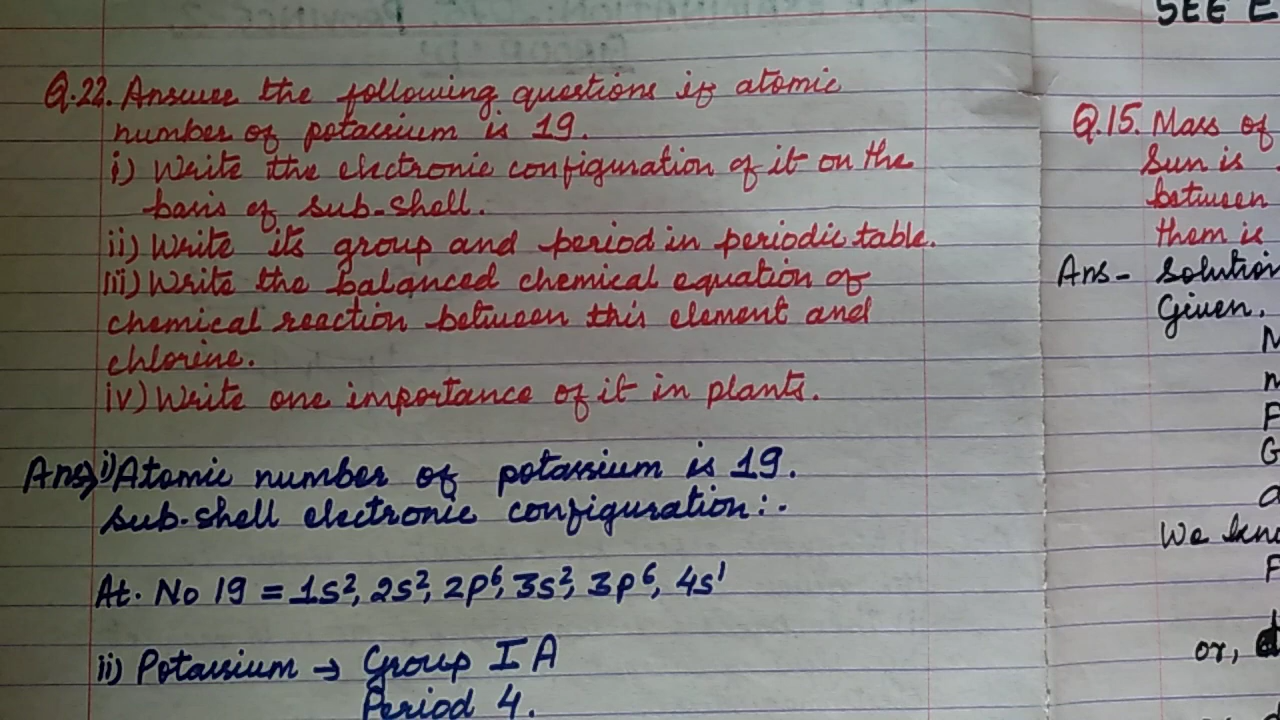 SEE E
Q.22. Answer the following questions if atomic
number of potassium is 19.
i) Write the electronic configuration of it on the
basis of sub-shell.
ii) Write its group and period in periodic table.
iii) Write the balanced chemical equation of
chemical reaction between this element and
chlorine.
iv) Write one importance of it in plants.
Ans→ i) Atomic number of potassium is 19.
Sub-shell electronic configuration:-
At. No 19 = 1s², 2s², 2p⁶, 3s², 3p⁶, 4s¹
ii) Potassium → Group I A
Period 4.
Q.15. Mass of
Sun is
between
them is
Ans- Solution
Given,
M
m
F
G
d
We kno
F
or, d